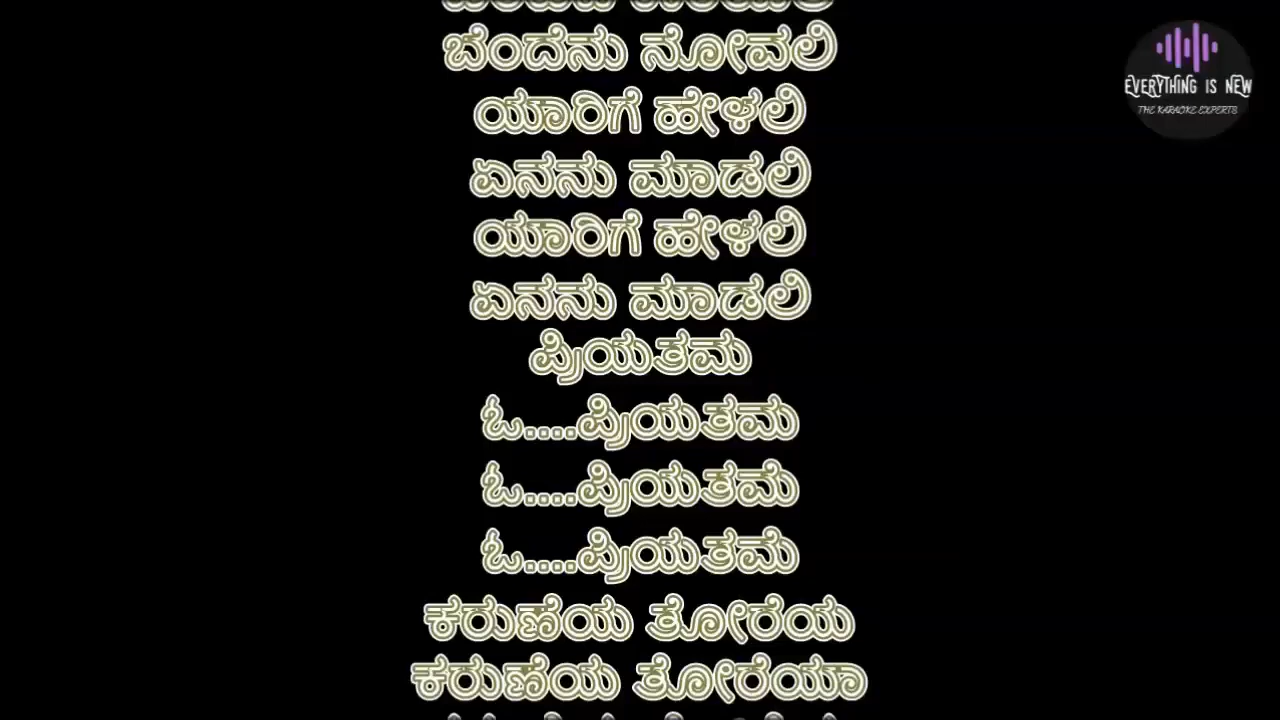 ಬಂದೆನು ನೋವಲಿ
ಯಾರಿಗೆ ಹೇಳಲಿ
ಏನನು ಮಾಡಲಿ
ಯಾರಿಗೆ ಹೇಳಲಿ
ಏನನು ಮಾಡಲಿ
ಪ್ರಿಯತಮ
ಓ....ಪ್ರಿಯತಮ
ಓ....ಪ್ರಿಯತಮೆ
ಓ....ಪ್ರಿಯತಮೆ
ಕರುಣೆಯ ತೋರೆಯ
ಕರುಣೆಯ ತೋರೆಯಾ
EVERYTHING IS NEW
THE KARAOKE EXPERTS